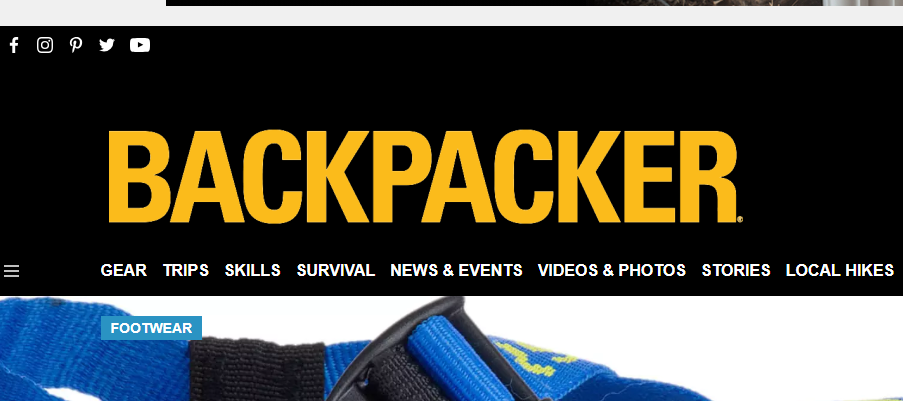 BACKPACKER®
GEAR TRIPS SKILLS SURVIVAL NEWS & EVENTS VIDEOS & PHOTOS STORIES LOCAL HIKES
FOOTWEAR